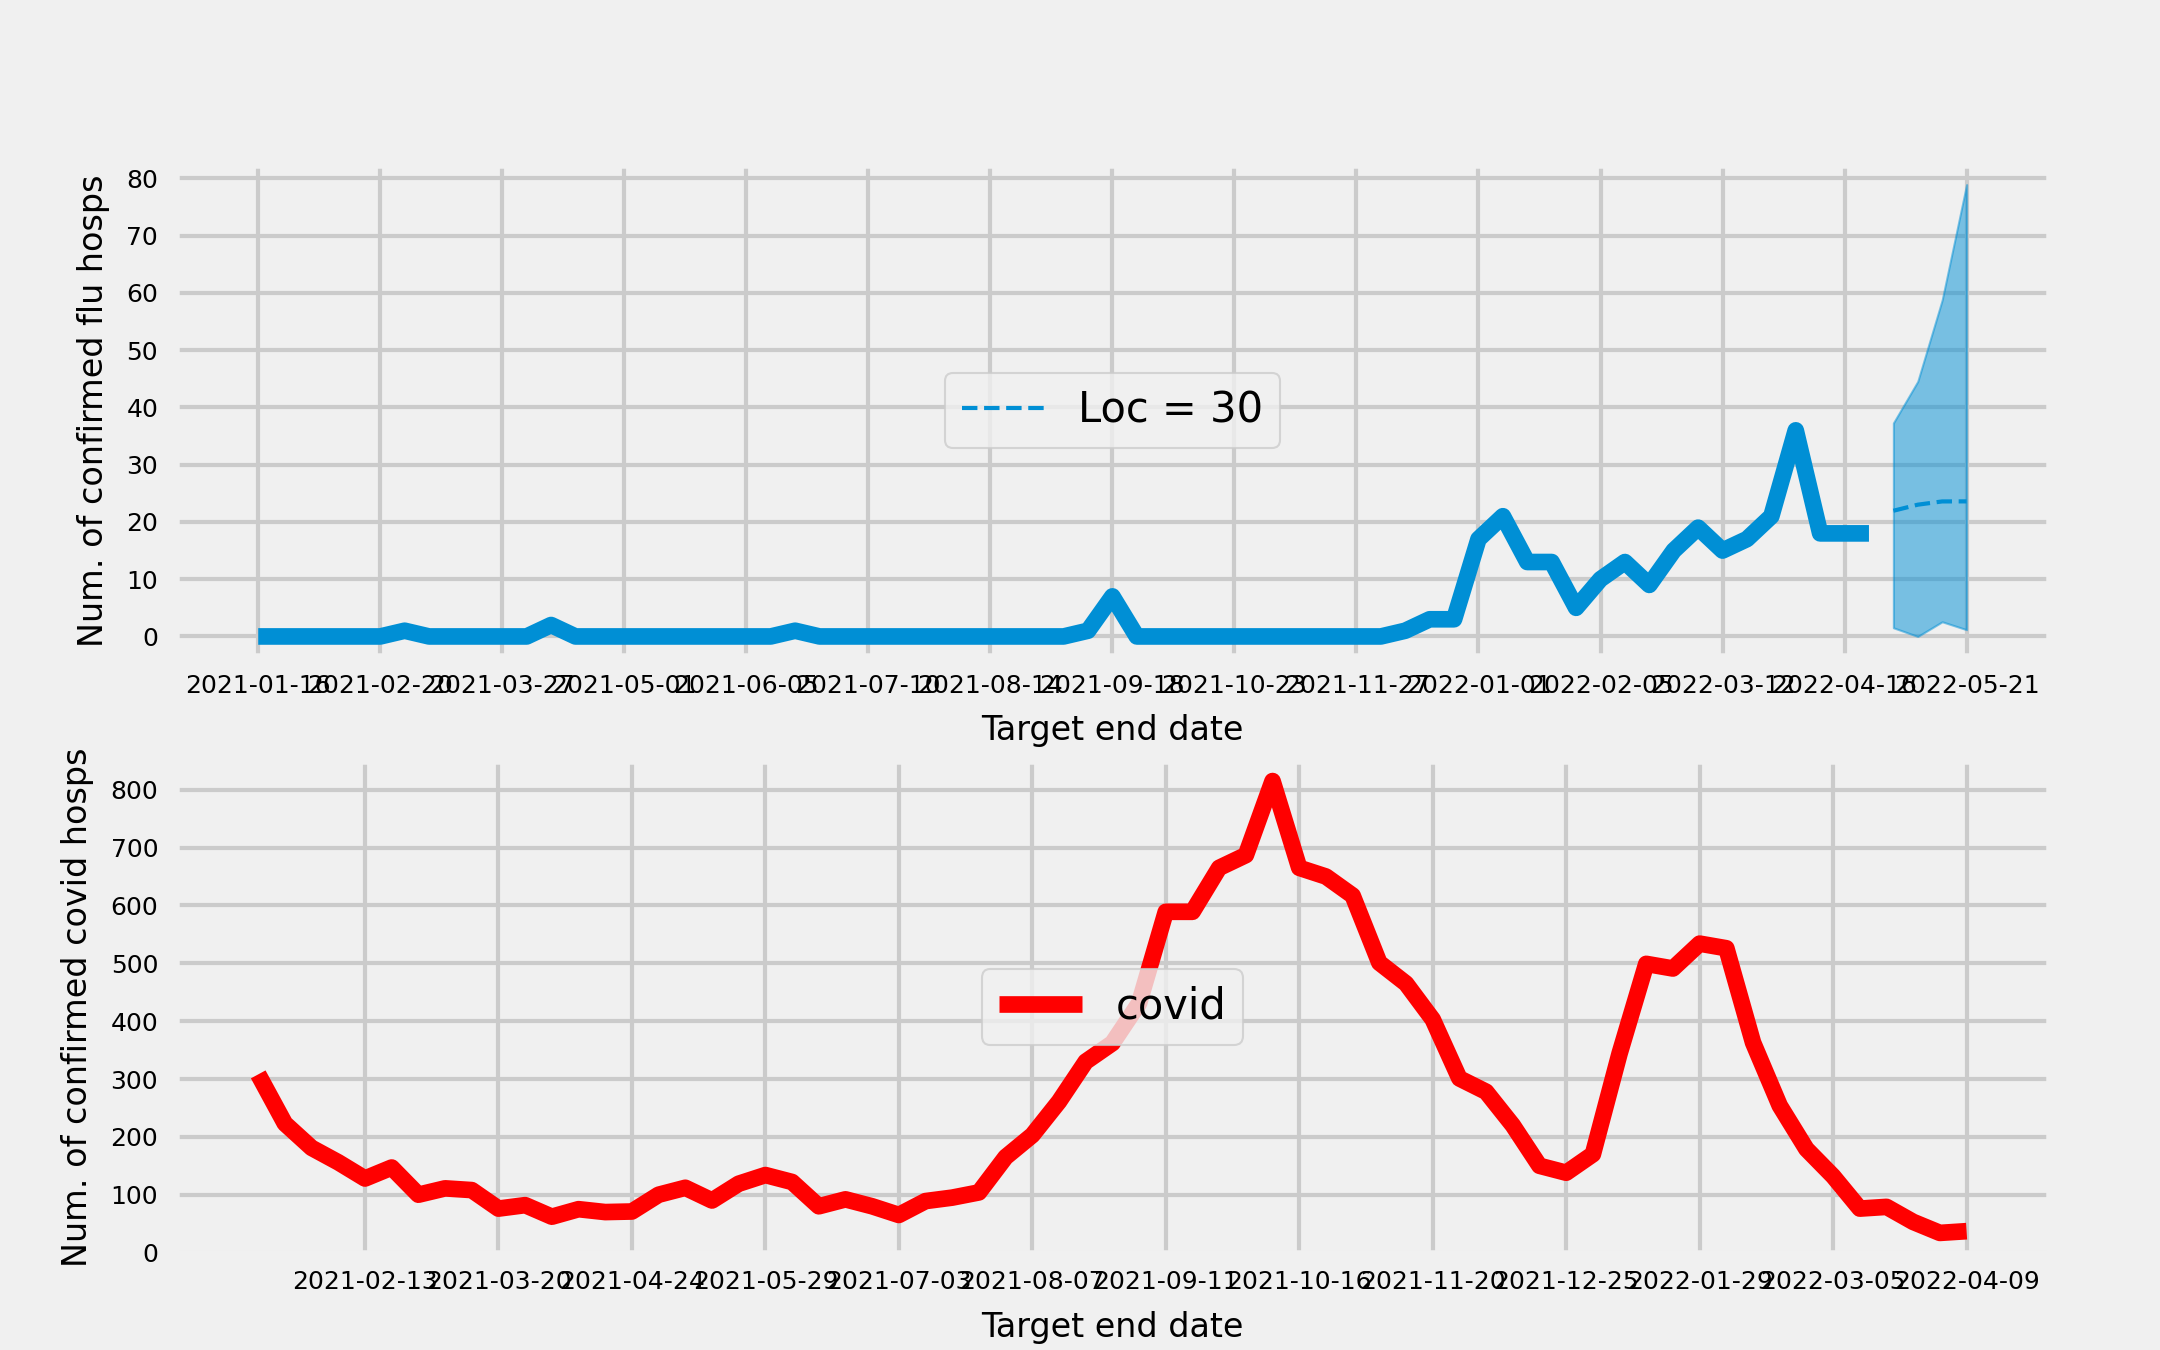 Num. of confirmed flu hosps
80
70
60
50
40
30
20
10
0
Loc = 30
2021-01-16 2021-02-20 2021-03-27 2021-05-01 2021-06-05 2021-07-10 2021-08-14 2021-09-18 2021-10-23 2021-11-27 2022-01-01 2022-02-05 2022-03-12 2022-04-16 2022-05-21
Target end date
Num. of confirmed covid hosps
800
700
600
500
400
300
200
100
0
covid
2021-02-13 2021-03-20 2021-04-24 2021-05-29 2021-07-03 2021-08-07 2021-09-11 2021-10-16 2021-11-20 2021-12-25 2022-01-29 2022-03-05 2022-04-09
Target end date